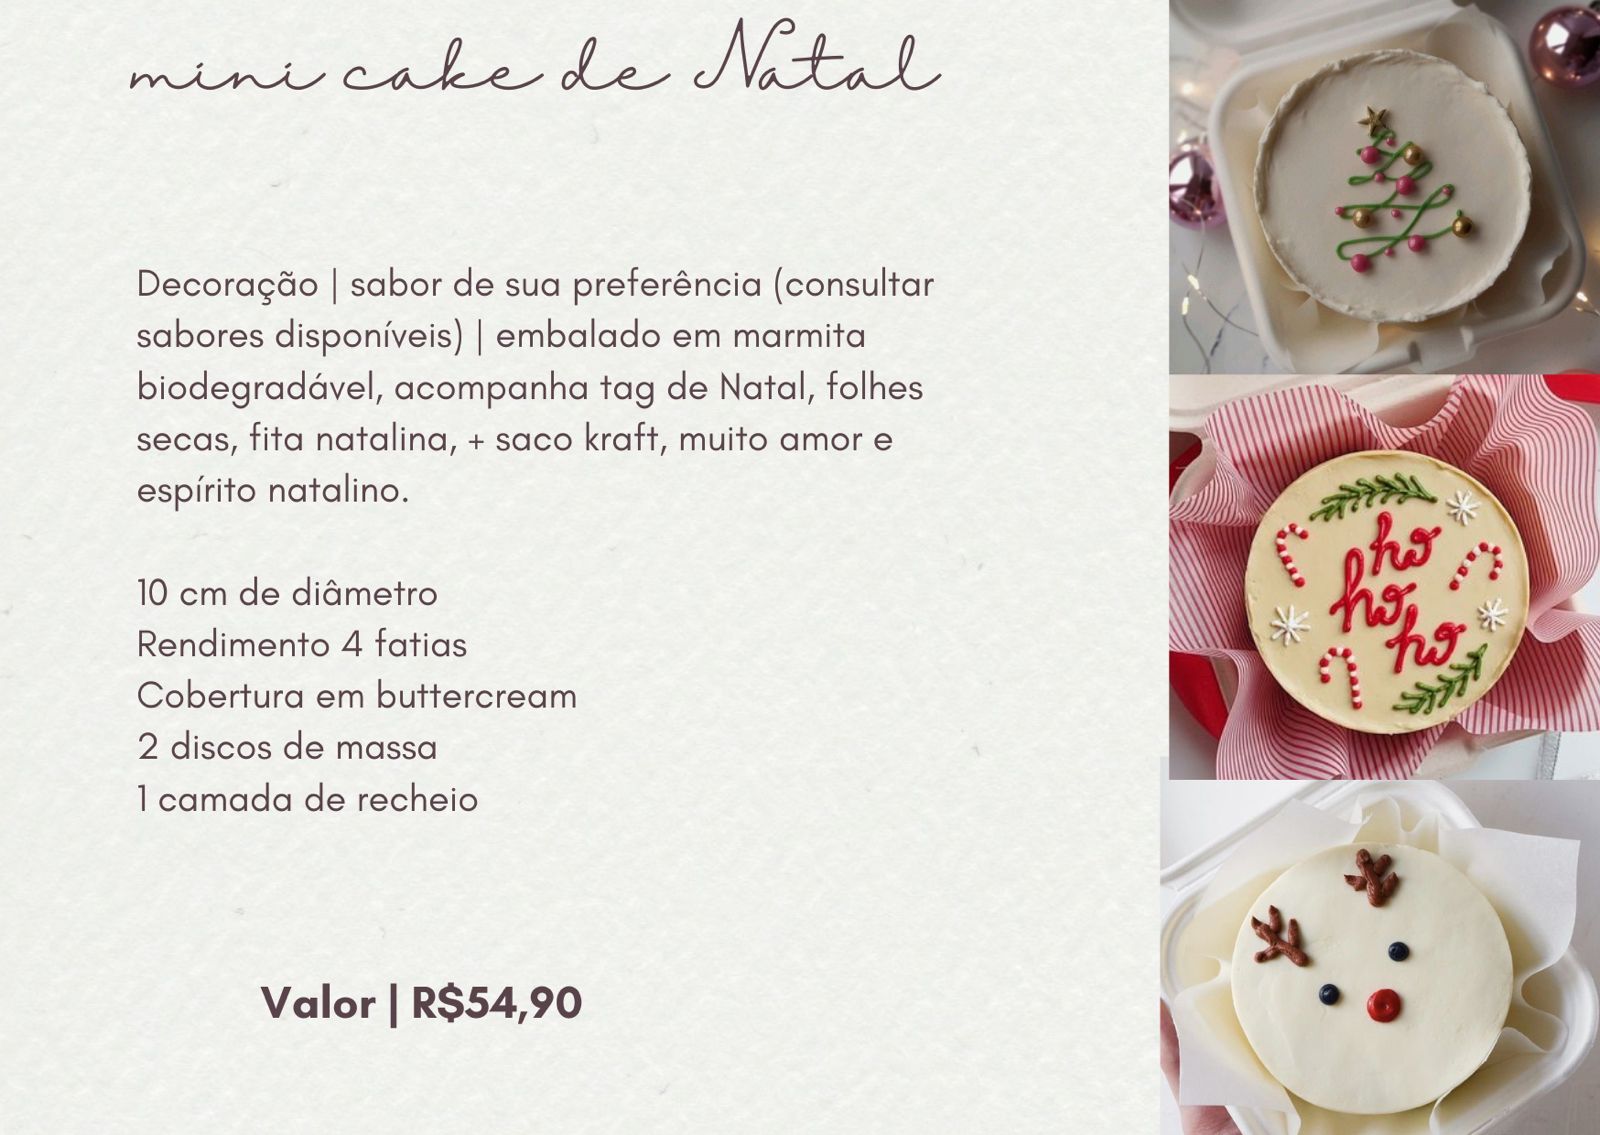 mini cake de Natal
Decoração | sabor de sua preferência (consultar
sabores disponíveis) | embalado em marmita
biodegradável, acompanha tag de Natal, folhes
secas, fita natalina, + saco kraft, muito amor e
espírito natalino.
10 cm de diâmetro
Rendimento 4 fatias
Cobertura em buttercream
2 discos de massa
1 camada de recheio
Valor | R$54,90
ho
ho
ho